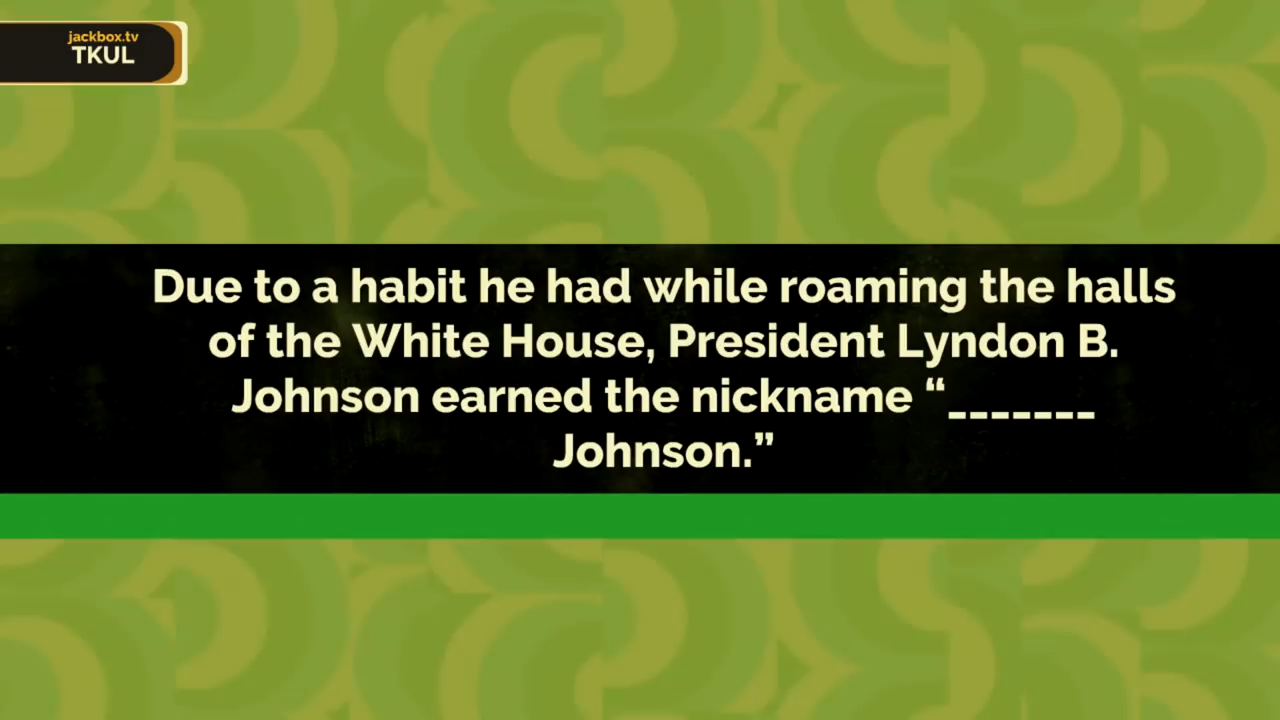 jackbox.tv
TKUL
Due to a habit he had while roaming the halls
of the White House, President Lyndon B.
Johnson earned the nickname “_______
Johnson.”